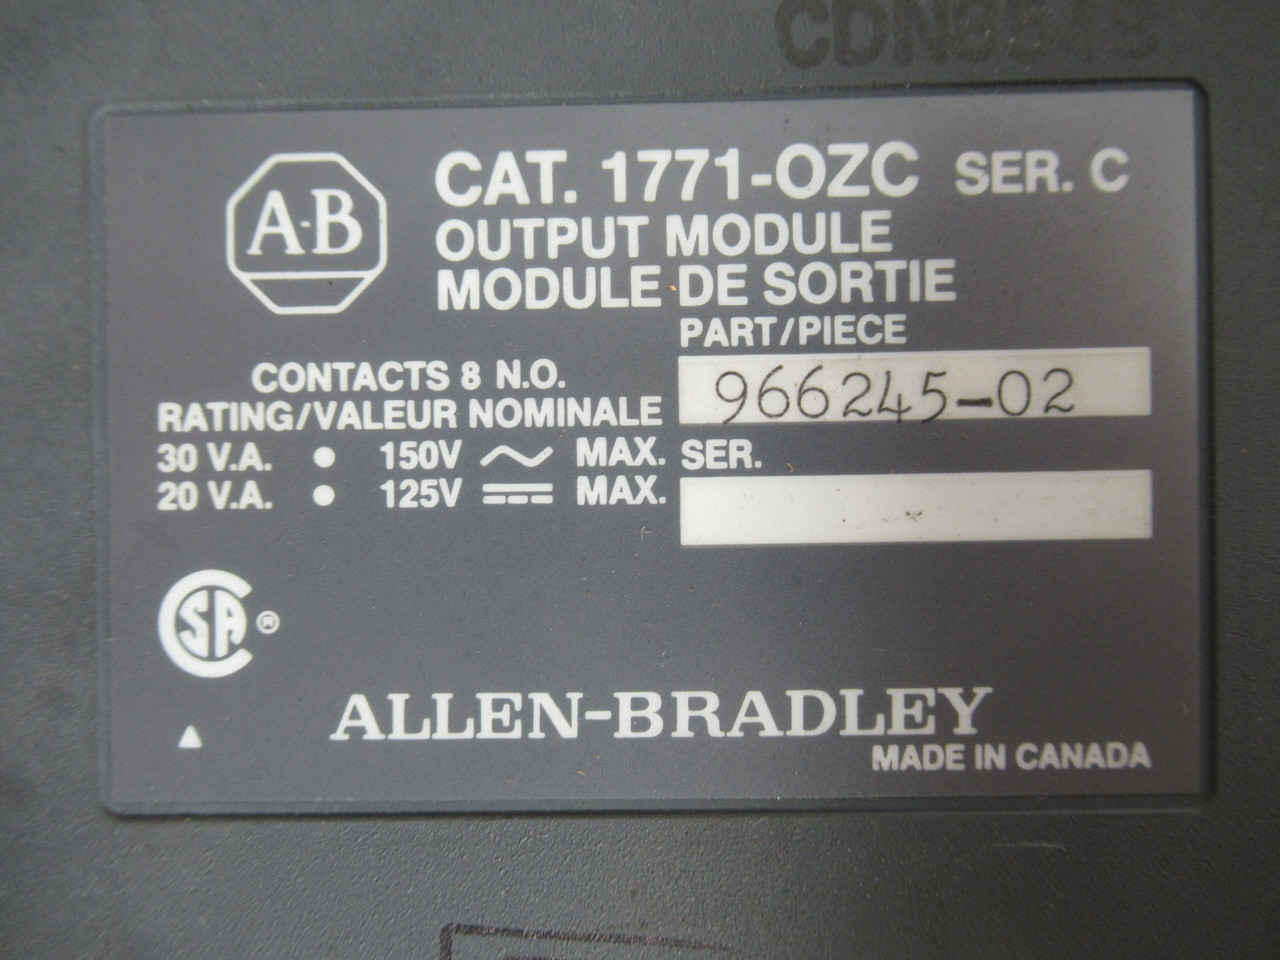 A-B
CAT. 1771-OZC SER. C
OUTPUT MODULE
MODULE DE SORTIE
PART/PIECE
966245-02
CONTACTS 8 N.O.
RATING/VALEUR NOMINALE
30 V.A. • 150V ~ MAX.
20 V.A. • 125V ⎓ MAX.
SER.
CSA ®
ALLEN-BRADLEY
MADE IN CANADA